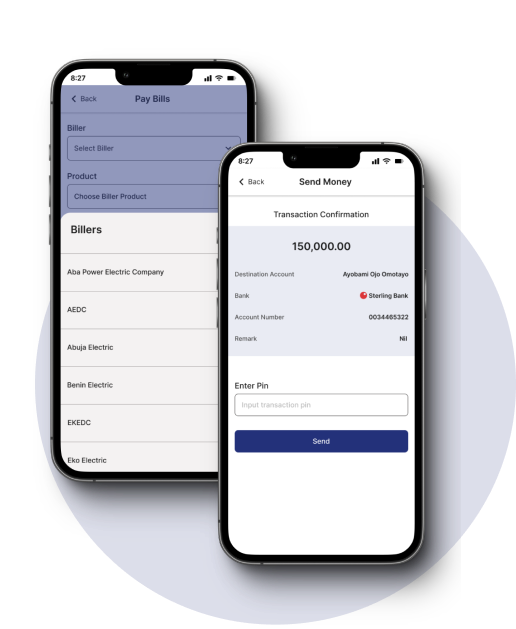 8:27
Back Pay Bills
Biller
Select Biller
Product
Choose Biller Product
Billers
Aba Power Electric Company
AEDC
Abuja Electric
Benin Electric
EKEDC
Eko Electric
8:27
Back Send Money
Transaction Confirmation
150,000.00
Destination Account Ayobami Ojo Omotayo
Bank Sterling Bank
Account Number 0034465322
Remark Nil
Enter Pin
Input transaction pin
Send